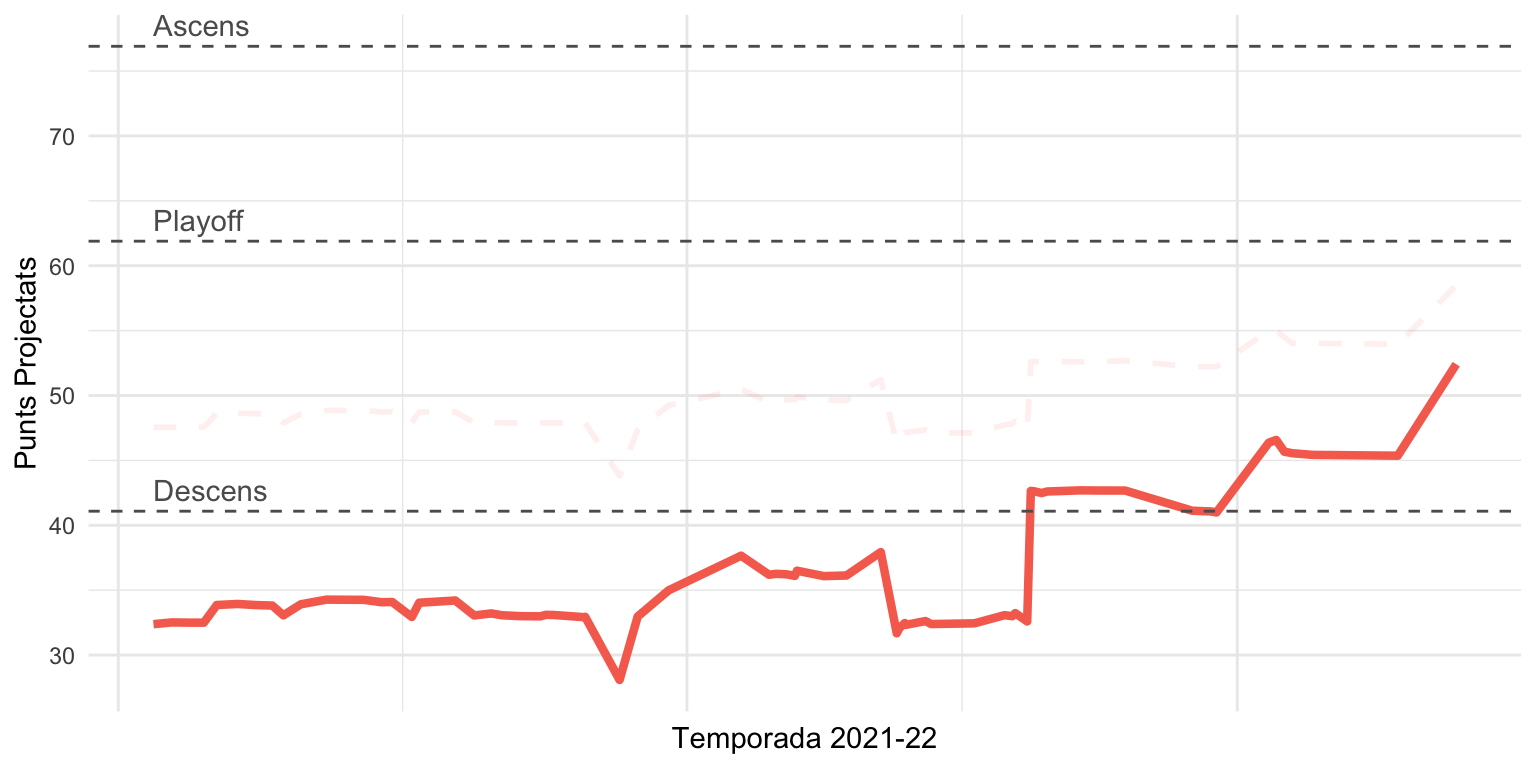 Ascens
70
Playoff
60
50
Descens
40
30
Punts Projectats
Temporada 2021-22